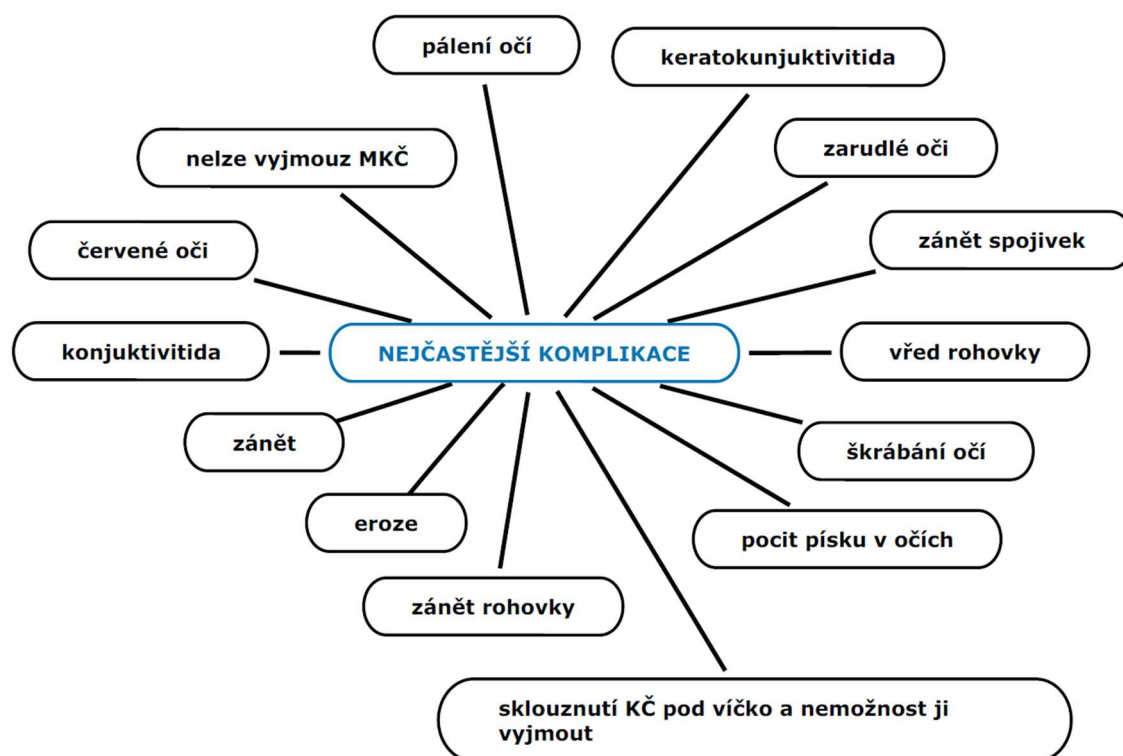 pálení očí
keratokunjuktivitida
nelze vyjmouz MKČ
zarudlé oči
červené oči
zánět spojivek
konjuktivitida
NEJČASTĚJŠÍ KOMPLIKACE
vřed rohovky
zánět
škrábání očí
eroze
pocit písku v očích
zánět rohovky
sklouznutí KČ pod víčko a nemožnost ji
vyjmout